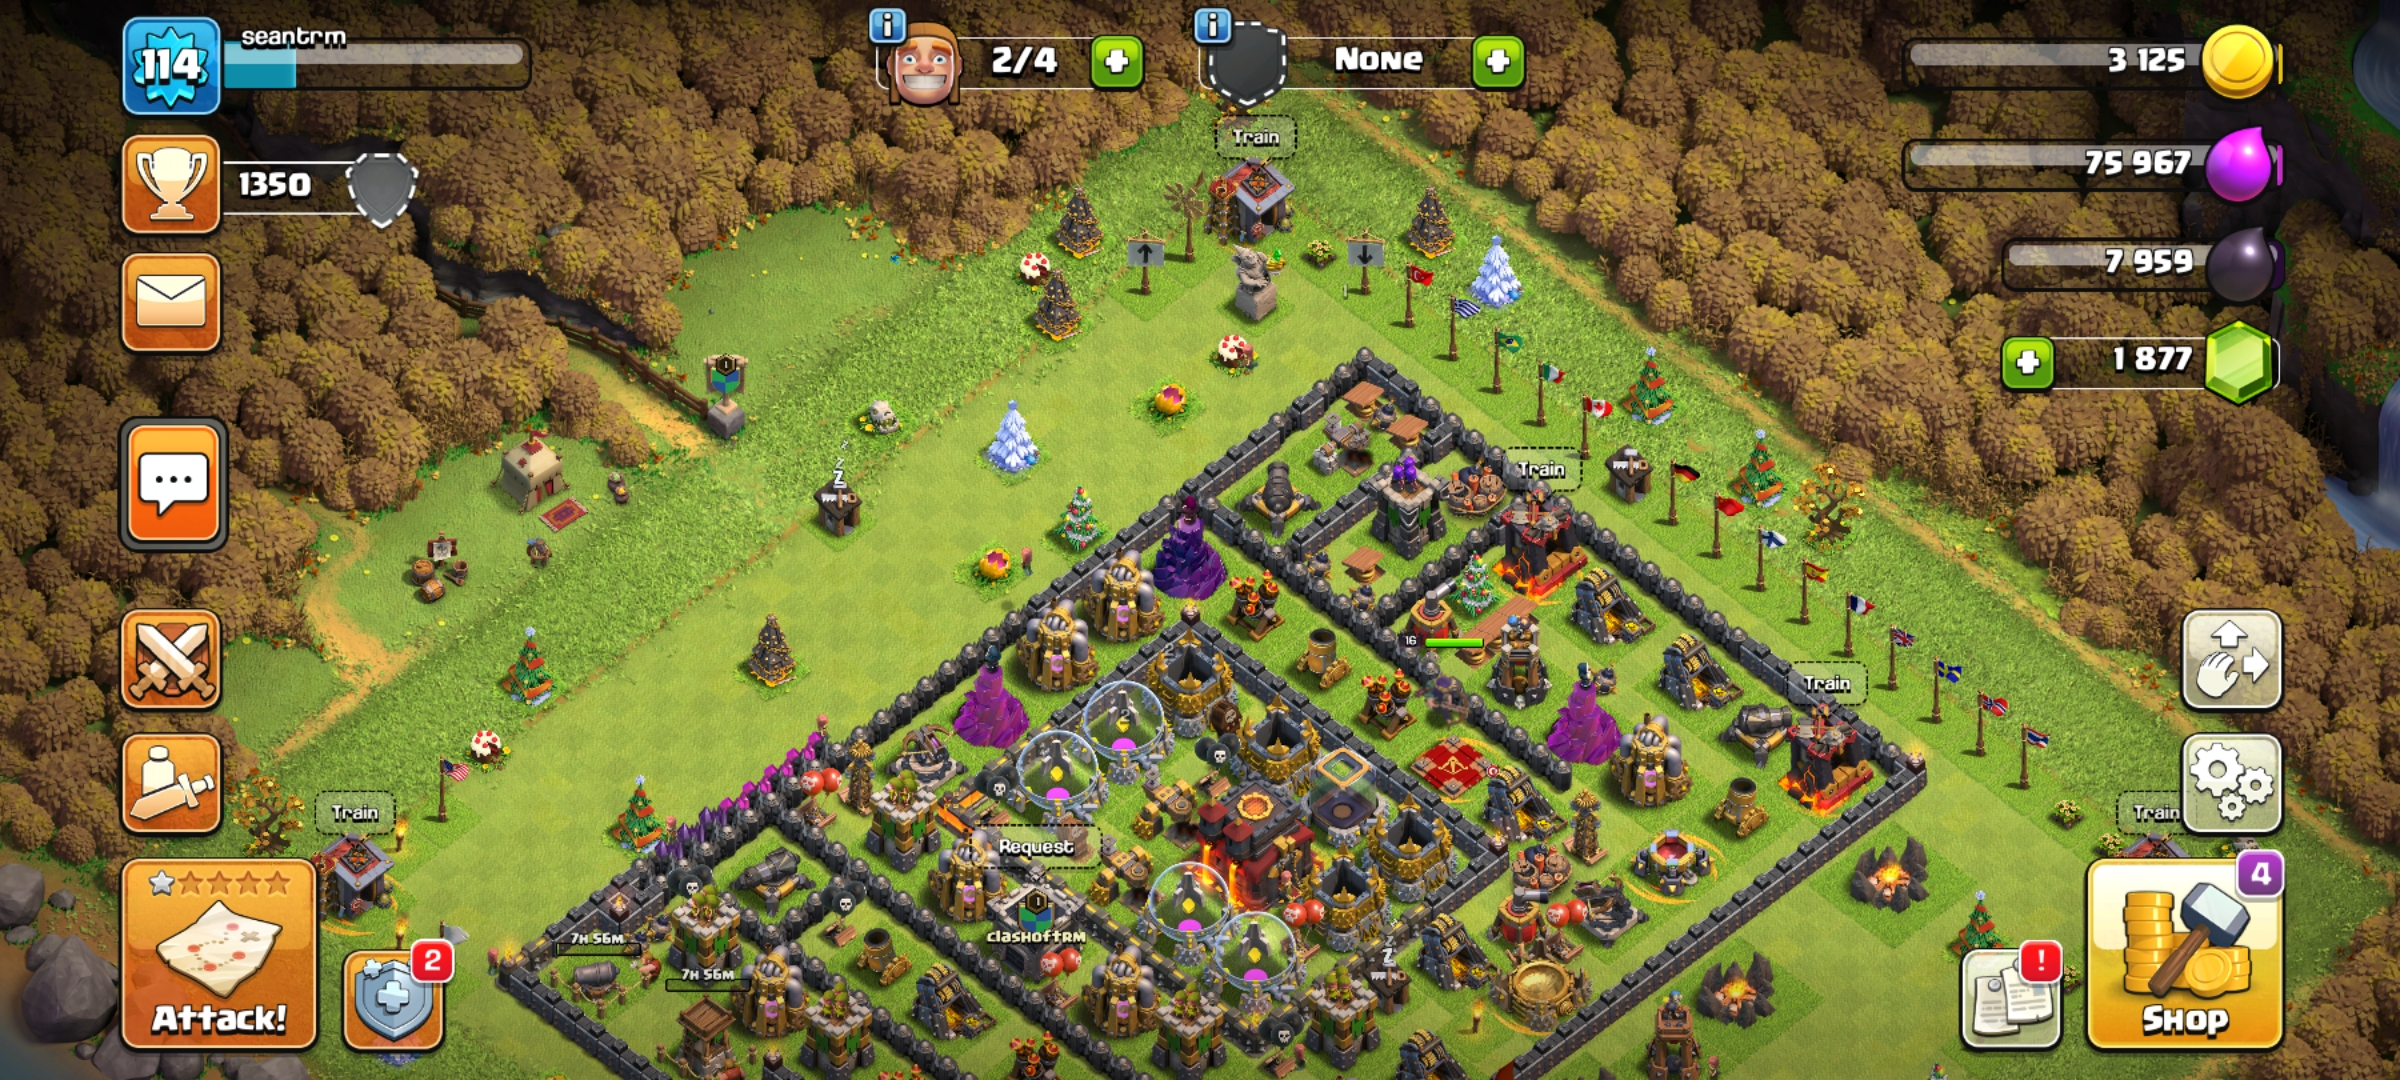 114
seantrm
2/4
None
3 125
Train
75 967
1350
7 959
1 877
Train
16
Train
Train
Train
Request
clashofTRM
7H 56M
7H 56M
4
2
!
Attack!
Shop